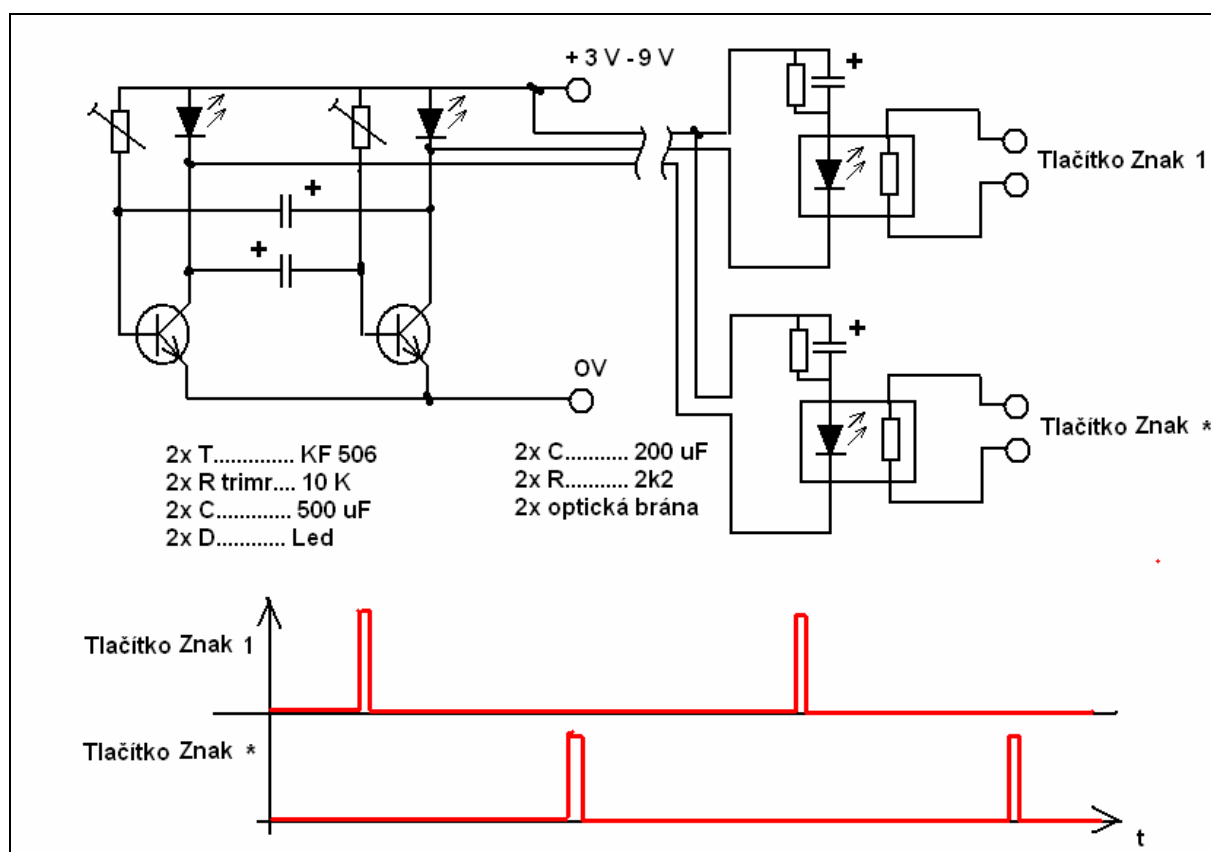 + 3 V - 9 V
+
Tlačítko Znak 1
+
+
+
0V
Tlačítko Znak *
2x T............. KF 506
2x R trimr.... 10 K
2x C............. 500 uF
2x D............ Led
2x C........... 200 uF
2x R........... 2k2
2x optická brána
Tlačítko Znak 1
Tlačítko Znak *
t